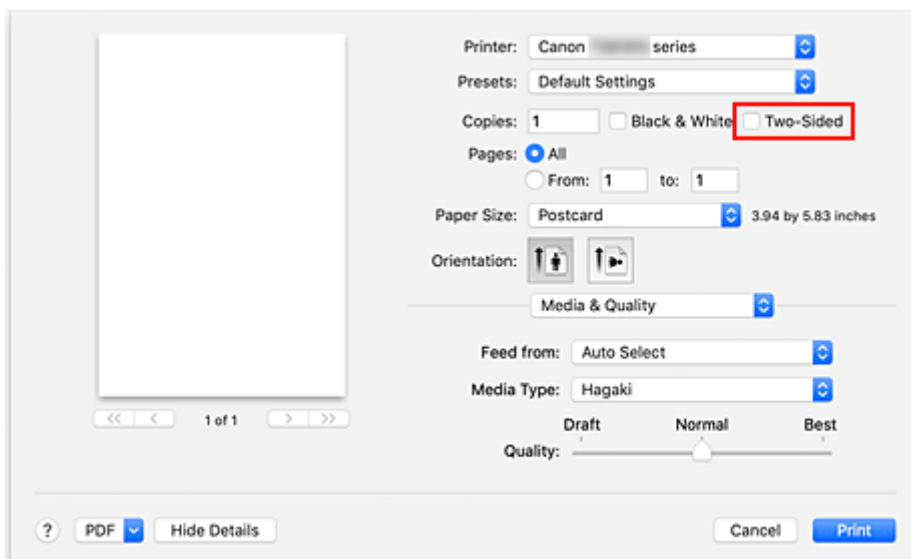 Printer: Canon series
Presets: Default Settings
Copies: 1 Black & White Two-Sided
Pages: All
From: 1 to: 1
Paper Size: Postcard 3.94 by 5.83 inches
Orientation:
Media & Quality
Feed from: Auto Select
Media Type: Hagaki
Draft Normal Best
Quality:
<< < 1 of 1 > >>
? PDF Hide Details Cancel Print